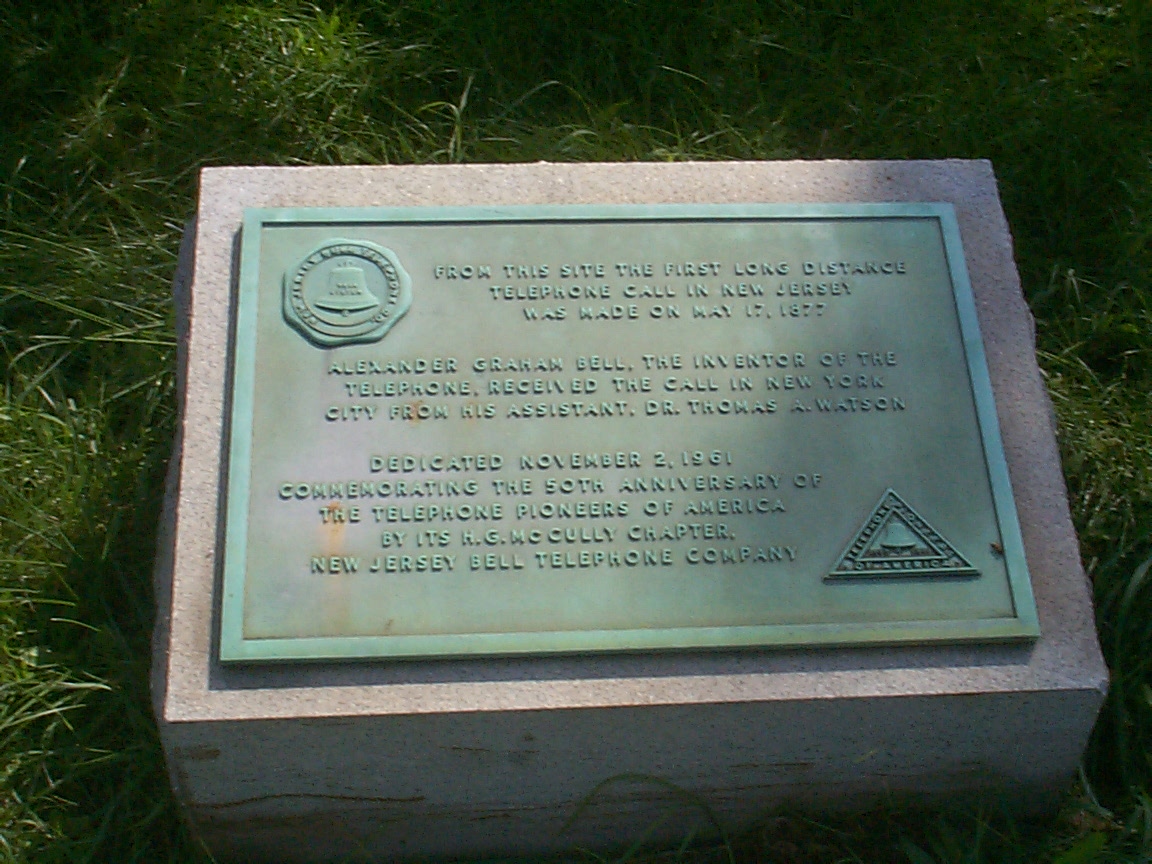 FROM THIS SITE THE FIRST LONG DISTANCE
TELEPHONE CALL IN NEW JERSEY
WAS MADE ON MAY 17, 1877
ALEXANDER GRAHAM BELL, THE INVENTOR OF THE
TELEPHONE, RECEIVED THE CALL IN NEW YORK
CITY FROM HIS ASSISTANT, DR. THOMAS A. WATSON
DEDICATED NOVEMBER 2, 1961
COMMEMORATING THE 50TH ANNIVERSARY OF
THE TELEPHONE PIONEERS OF AMERICA
BY ITS H.G. MCCULLY CHAPTER,
NEW JERSEY BELL TELEPHONE COMPANY
TELEPHONE PIONEERS
OF AMERICA